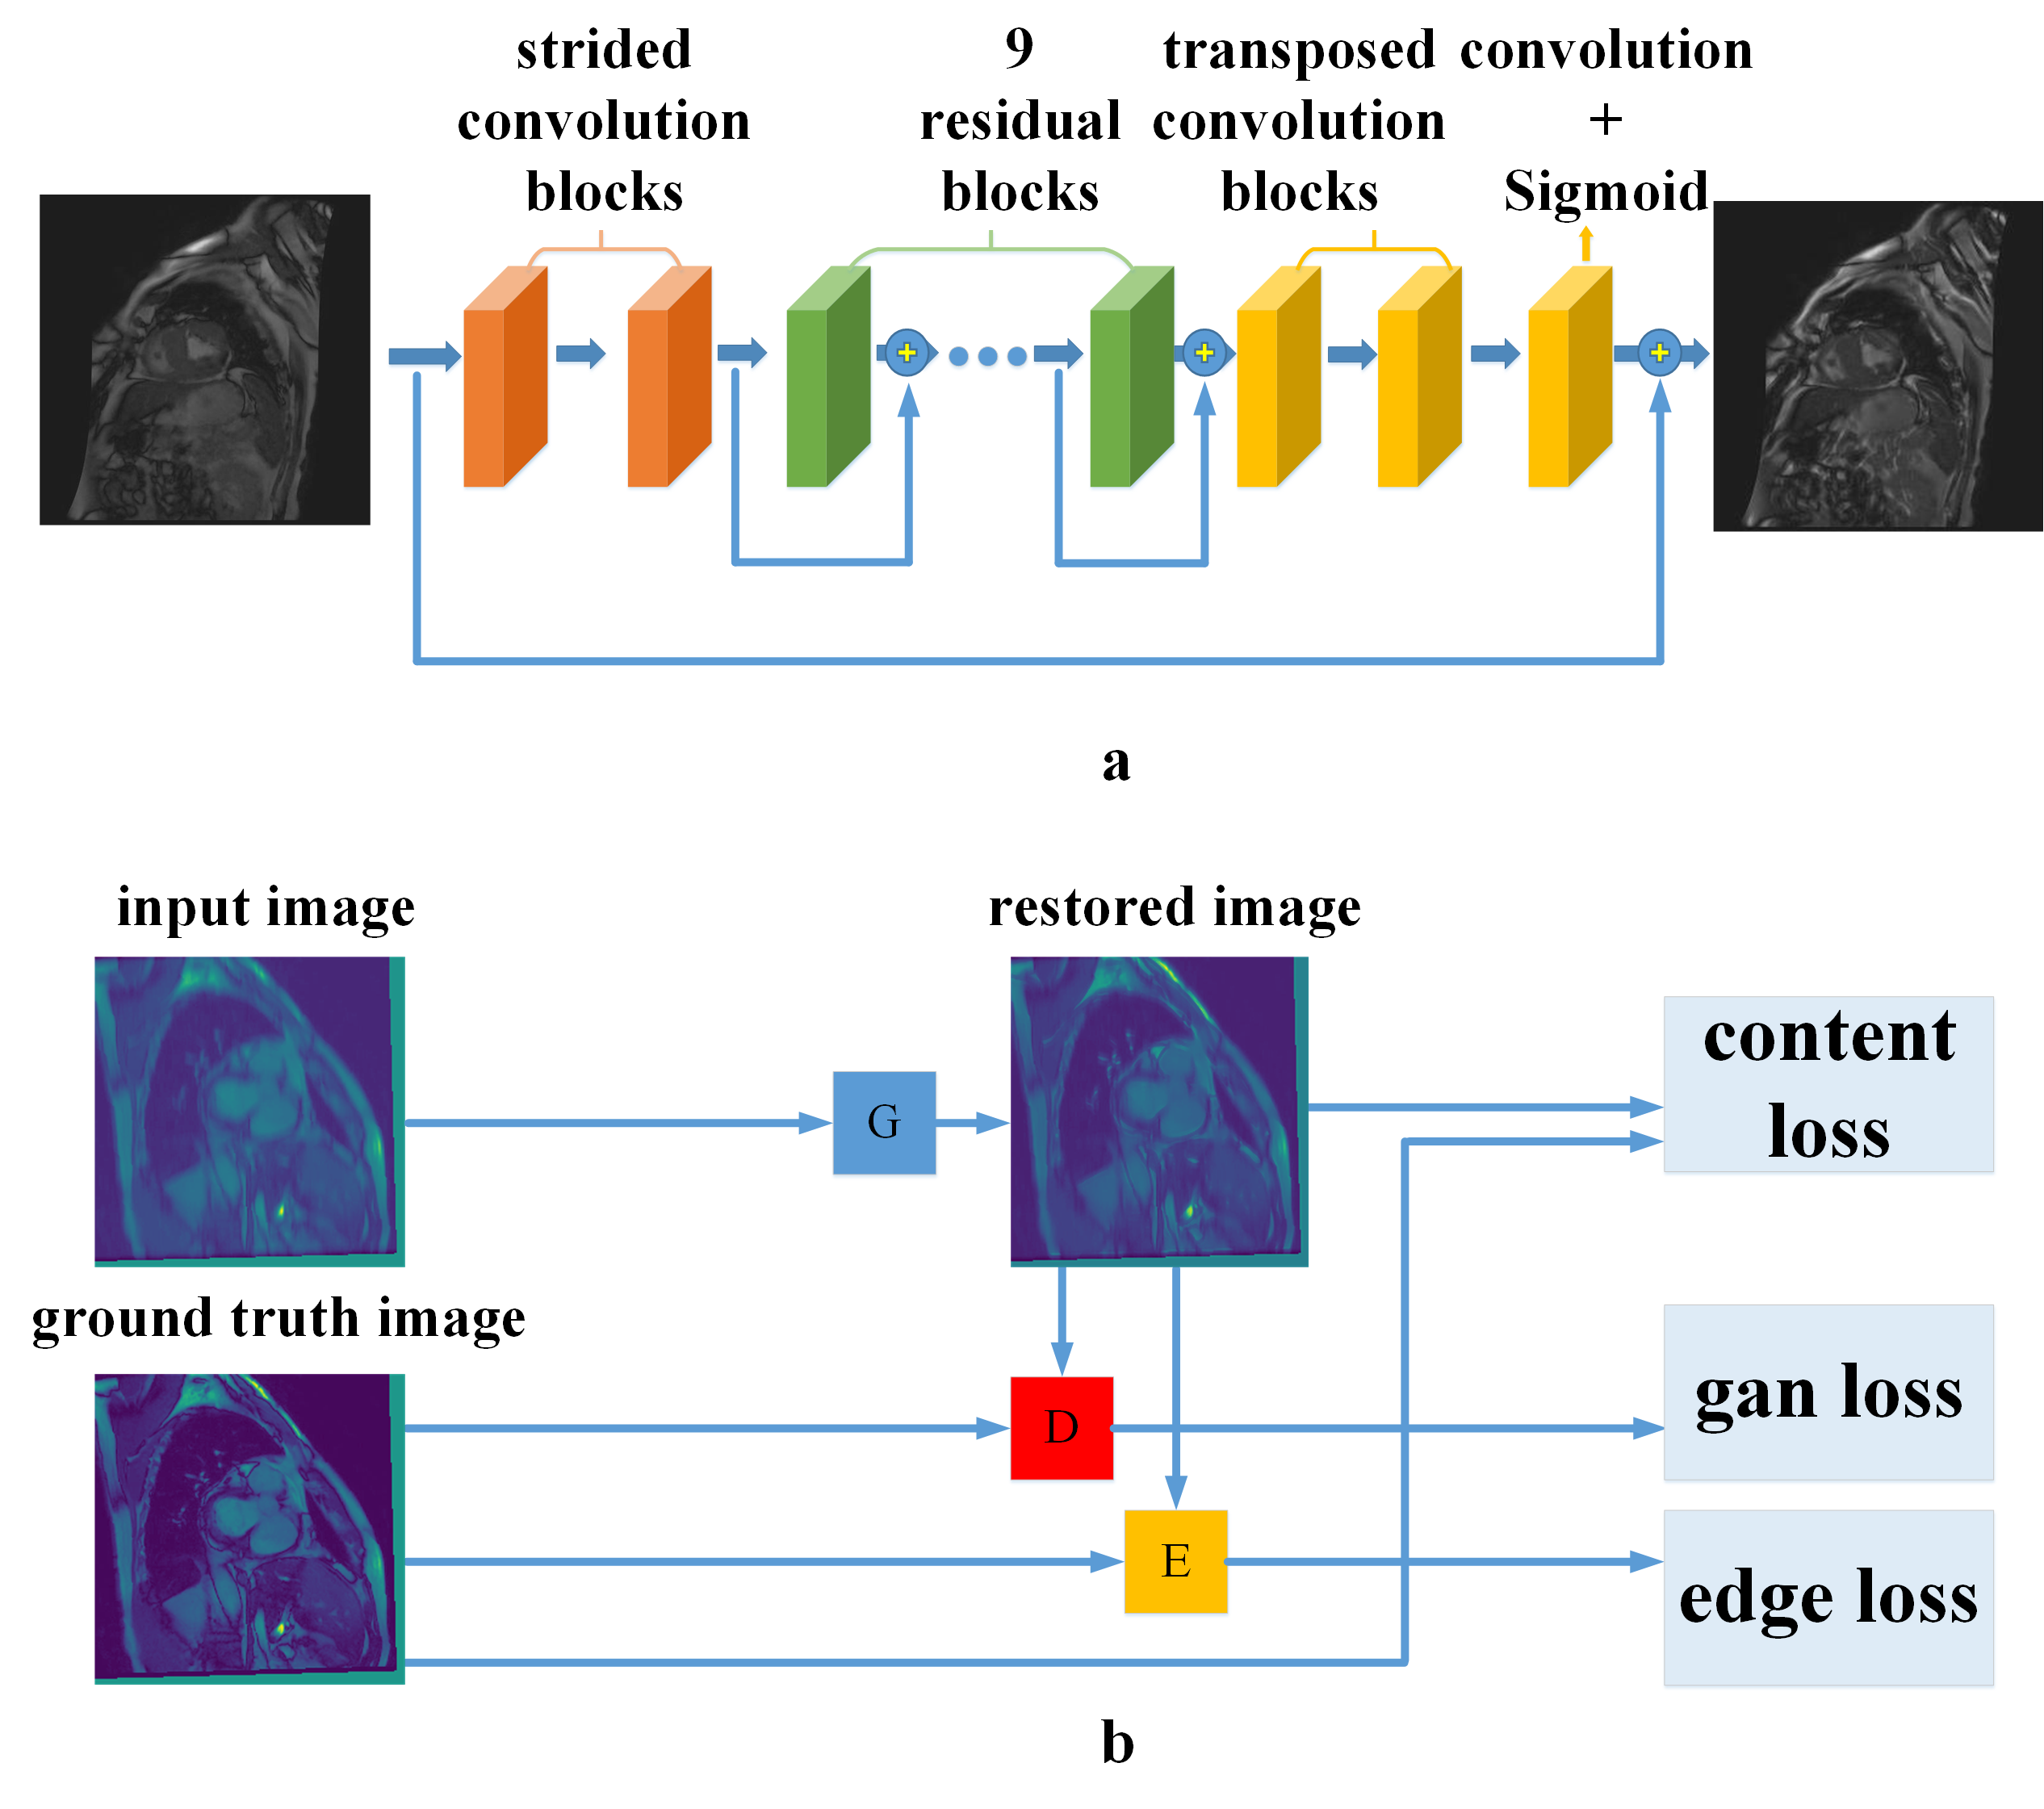 strided
convolution
blocks
9
residual
blocks
transposed
convolution
blocks
convolution
+
Sigmoid
a
input image
restored image
G
content
loss
ground truth image
D
gan loss
E
edge loss
b